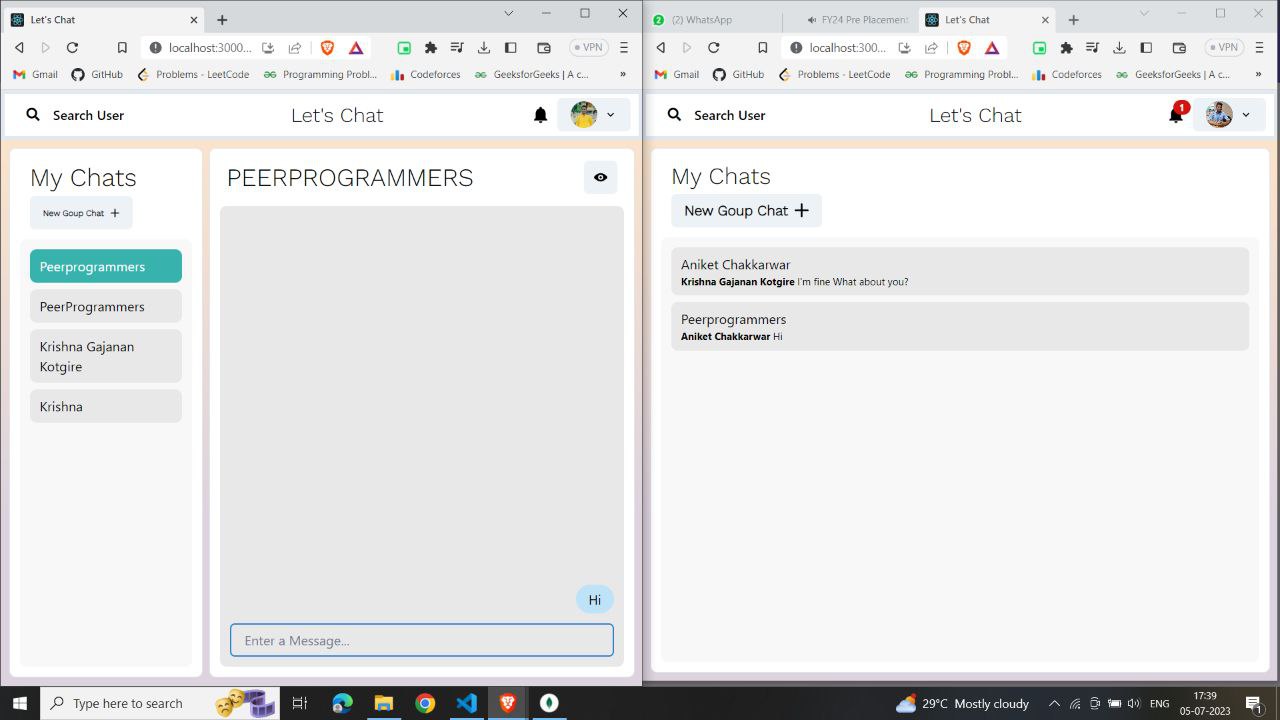 Let's Chat
localhost:3000...
VPN
Gmail
GitHub
Problems - LeetCode
Programming Probl...
Codeforces
GeeksforGeeks | A c...
»
Search User
Let's Chat
My Chats
New Goup Chat +
Peerprogrammers
PeerProgrammers
Krishna Gajanan
Kotgire
Krishna
PEERPROGRAMMERS
Hi
Enter a Message...
2
(2) WhatsApp
FY24 Pre Placement
Let's Chat
localhost:3000...
VPN
Gmail
GitHub
Problems - LeetCode
Programming Probl...
Codeforces
GeeksforGeeks | A c...
»
Search User
Let's Chat
1
My Chats
New Goup Chat +
Aniket Chakkarwar
Krishna Gajanan Kotgire I'm fine What about you?
Peerprogrammers
Aniket Chakkarwar Hi
Type here to search
29°C Mostly cloudy
ENG
17:39
05-07-2023